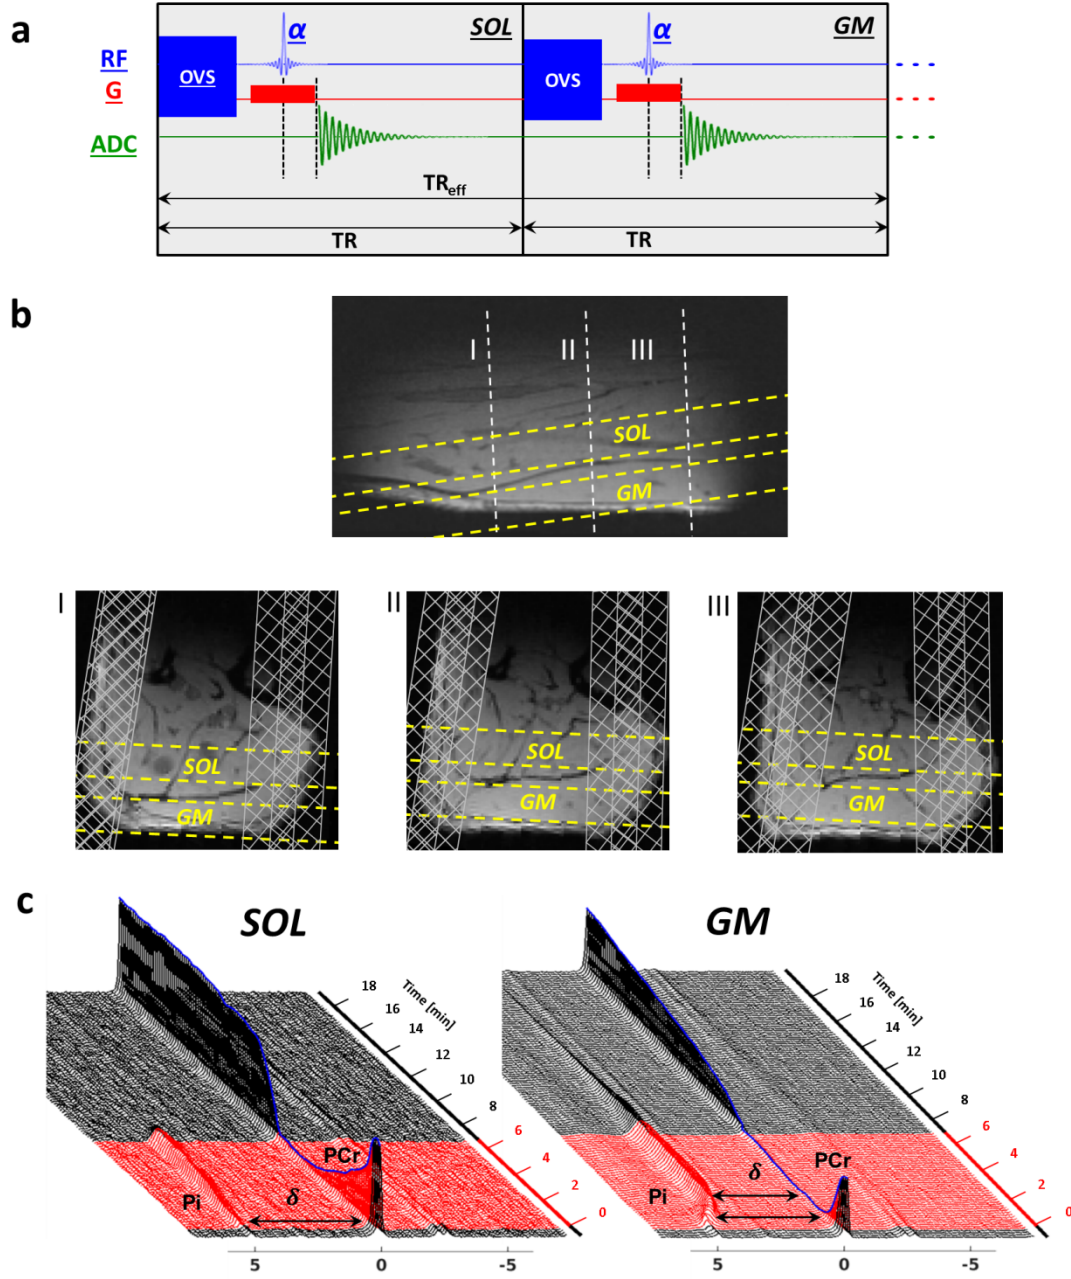 a
SOL
GM
α
α
RF
OVS
OVS
G
ADC
TReff
TR
TR
b
I
II
III
SOL
GM
I
II
III
SOL
GM
SOL
GM
SOL
GM
c
SOL
GM
Time [min]
18
16
14
12
10
8
6
4
2
0
PCr
Pi
δ
5
0
-5
Time [min]
18
16
14
12
10
8
6
4
2
0
PCr
Pi
δ
5
0
-5